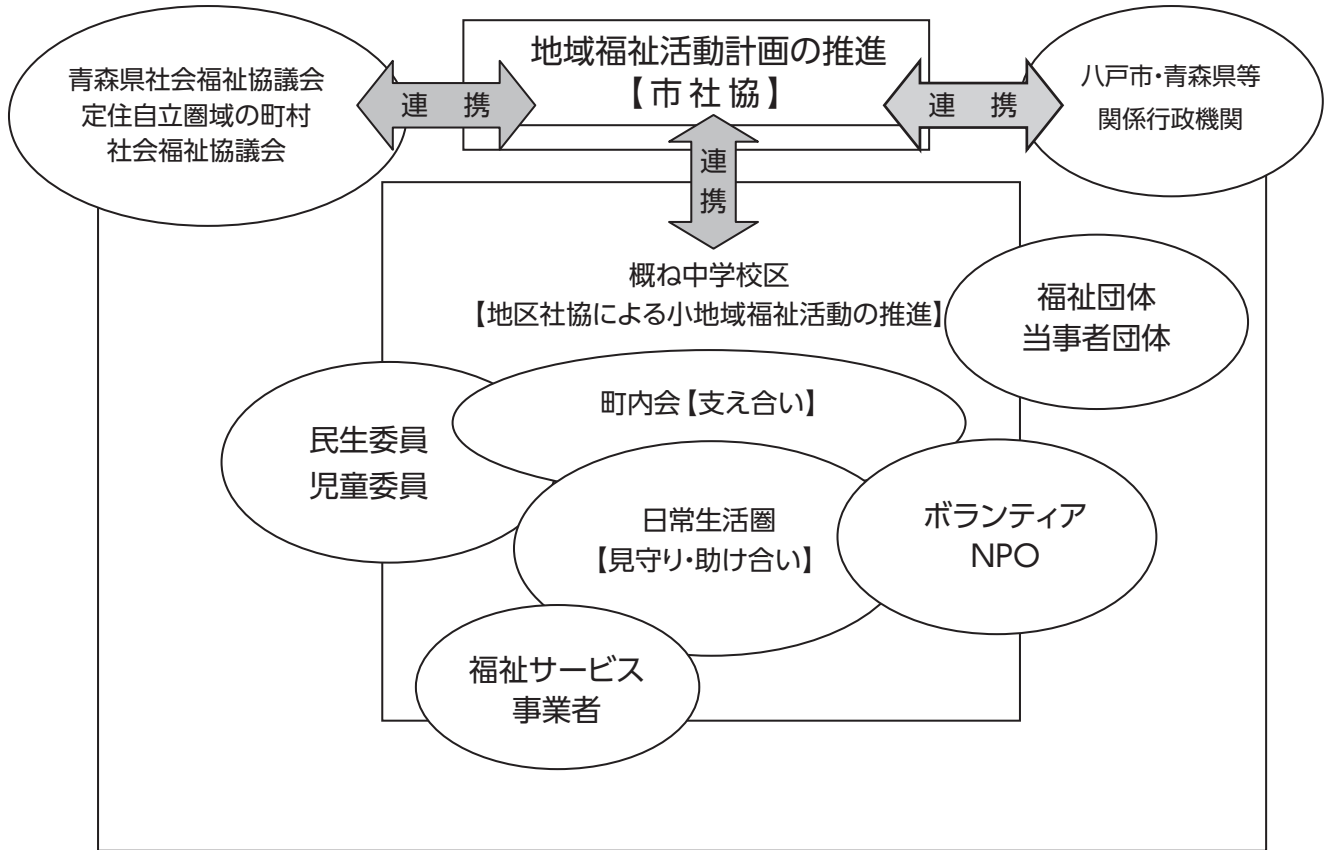 青森県社会福祉協議会
定住自立圏域の町村
社会福祉協議会
連 携
地域福祉活動計画の推進
【市社協】
連 携
八戸市・青森県等
関係行政機関
連
携
概ね中学校区
【地区社協による小地域福祉活動の推進】
福祉団体
当事者団体
町内会【支え合い】
民生委員
児童委員
日常生活圏
【見守り・助け合い】
ボランティア
NPO
福祉サービス
事業者